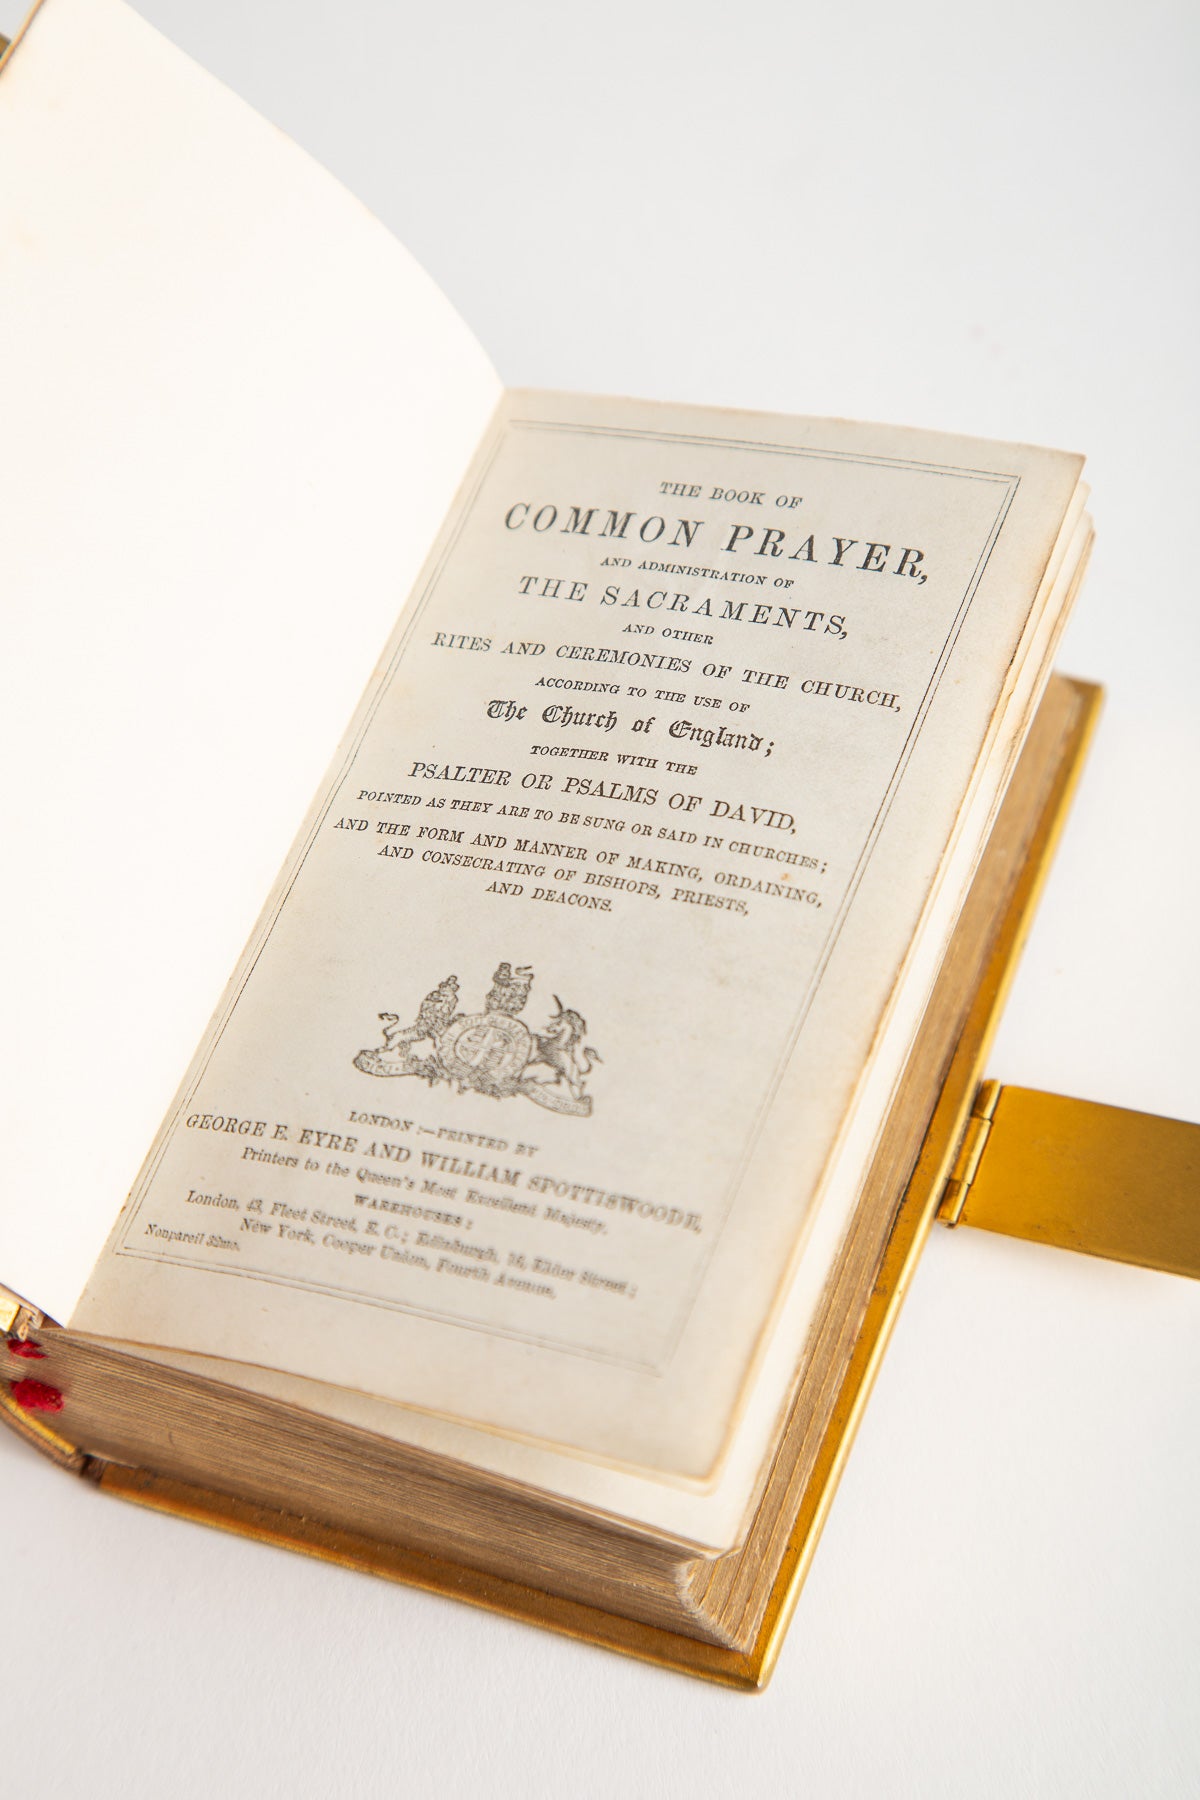 THE BOOK OF
COMMON PRAYER,
AND ADMINISTRATION OF
THE SACRAMENTS,
AND OTHER
RITES AND CEREMONIES OF THE CHURCH,
ACCORDING TO THE USE OF
The Church of England;
TOGETHER WITH THE
PSALTER OR PSALMS OF DAVID,
POINTED AS THEY ARE TO BE SUNG OR SAID IN CHURCHES;
AND THE FORM AND MANNER OF MAKING, ORDAINING,
AND CONSECRATING OF BISHOPS, PRIESTS,
AND DEACONS.
LONDON:—PRINTED BY
GEORGE E. EYRE AND WILLIAM SPOTTISWOODE,
Printers to the Queen's Most Excellent Majesty.
WAREHOUSES:
London, 43, Fleet Street, E. C.; Edinburgh, 16, Elder Street;
New York, Cooper Union, Fourth Avenue.
Nonpareil 32mo.